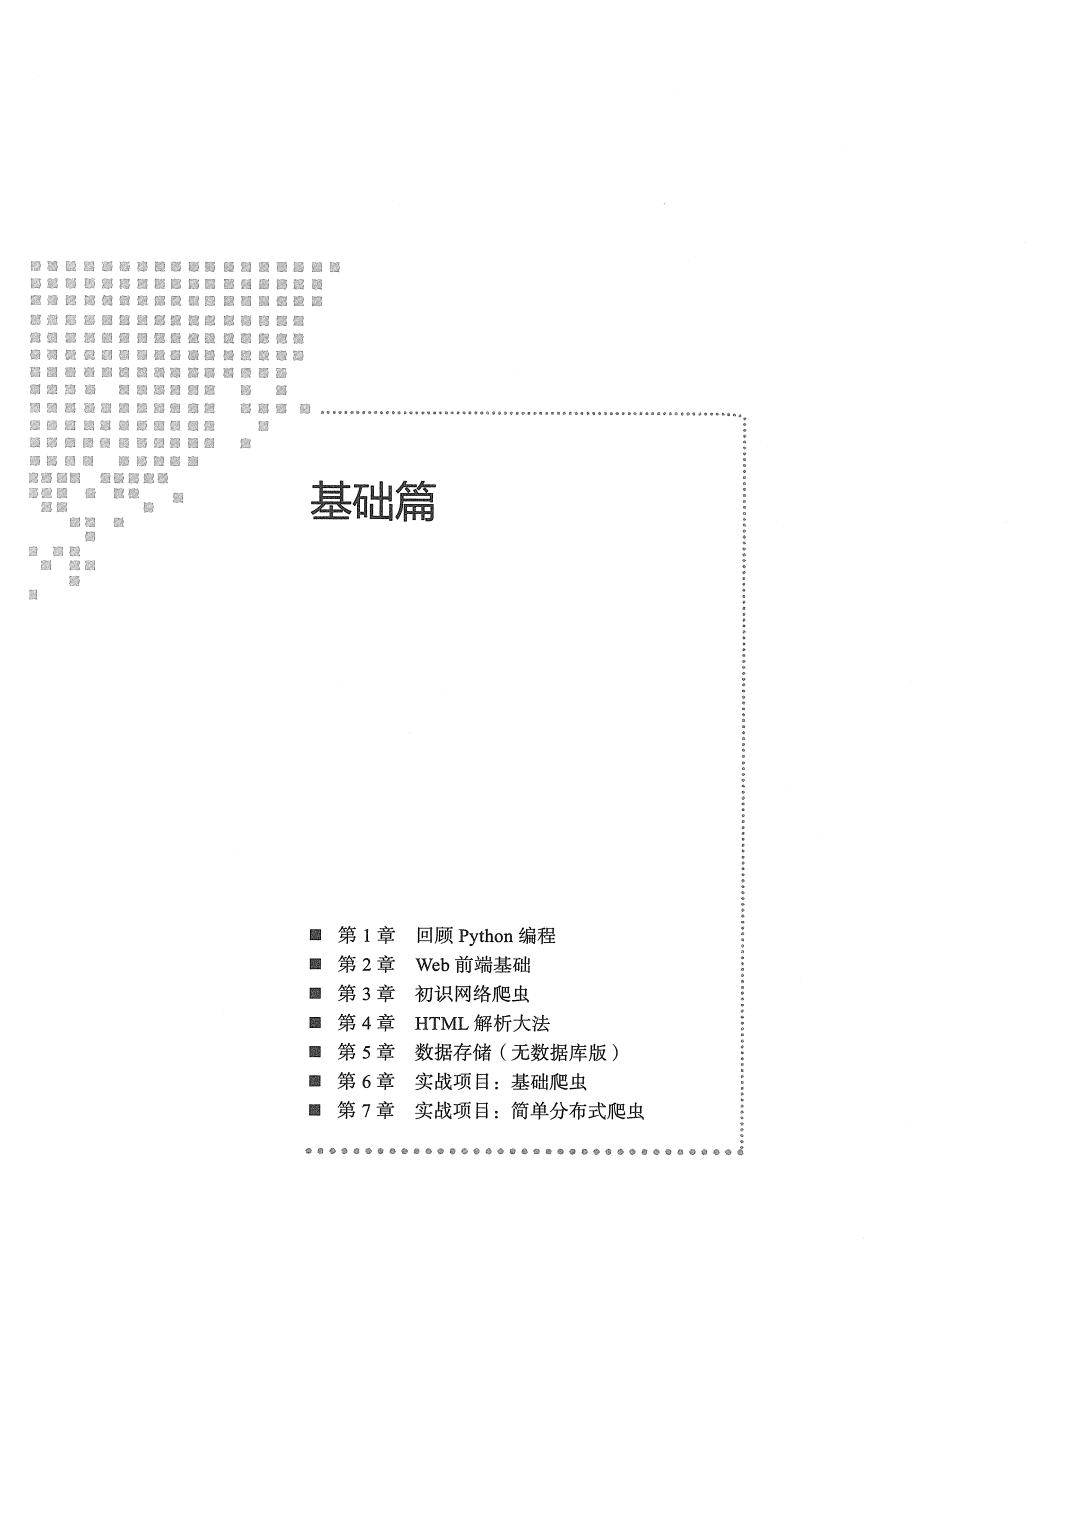 基础篇
■ 第 1 章 回顾 Python 编程
■ 第 2 章 Web 前端基础
■ 第 3 章 初识网络爬虫
■ 第 4 章 HTML 解析大法
■ 第 5 章 数据存储（无数据库版）
■ 第 6 章 实战项目：基础爬虫
■ 第 7 章 实战项目：简单分布式爬虫